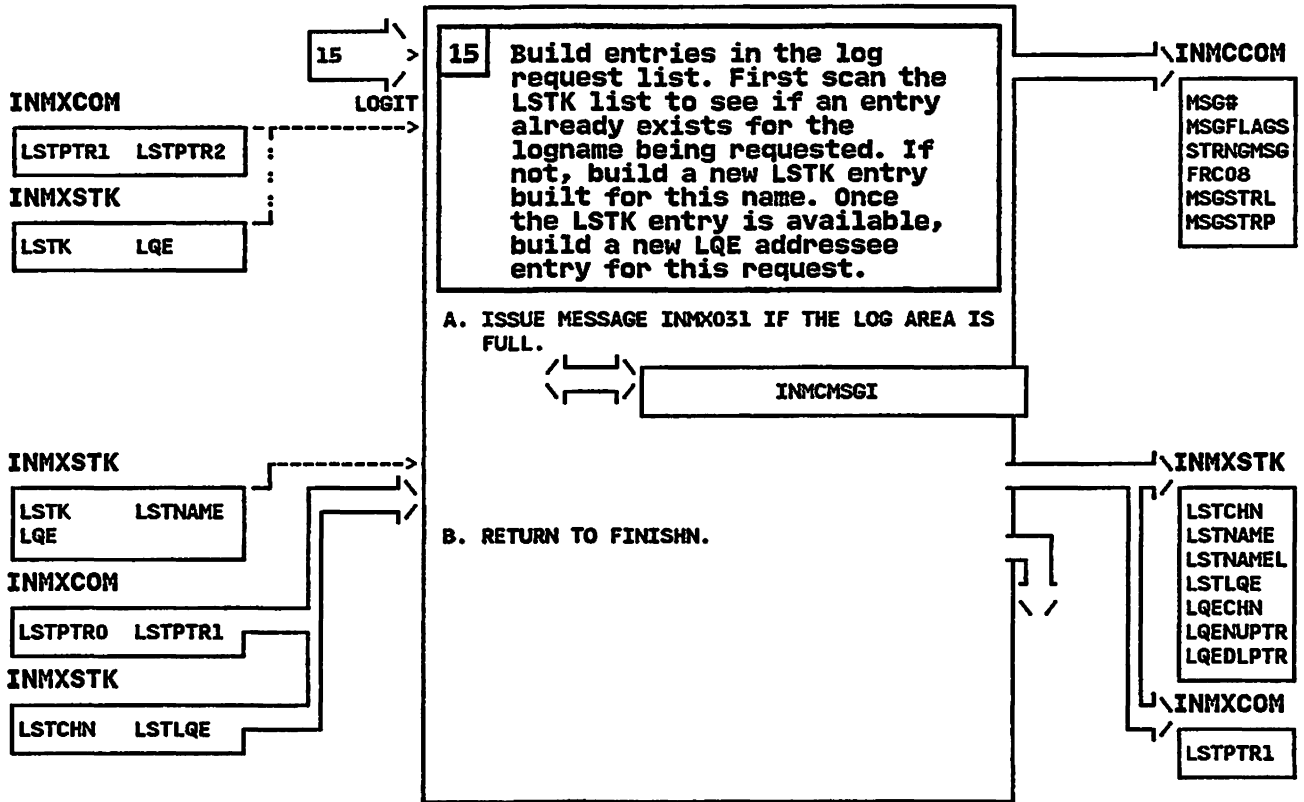 15
LOGIT
INMXCOM
LSTPTR1 LSTPTR2
INMXSTK
LSTK LQE
15 Build entries in the log
request list. First scan the
LSTK list to see if an entry
already exists for the
logname being requested. If
not, build a new LSTK entry
built for this name. Once
the LSTK entry is available,
build a new LQE addressee
entry for this request.
INMCCOM
MSG#
MSGFLAGS
STRNGMSG
FRC08
MSGSTRL
MSGSTRP
A. ISSUE MESSAGE INMX031 IF THE LOG AREA IS
FULL.
INMCMSGI
INMXSTK
LSTK LSTNAME
LQE
INMXCOM
LSTPTR0 LSTPTR1
INMXSTK
LSTCHN LSTLQE
B. RETURN TO FINISHN.
INMXSTK
LSTCHN
LSTNAME
LSTNAMEL
LSTLQE
LQECHN
LQENUPTR
LQEDLPTR
INMXCOM
LSTPTR1